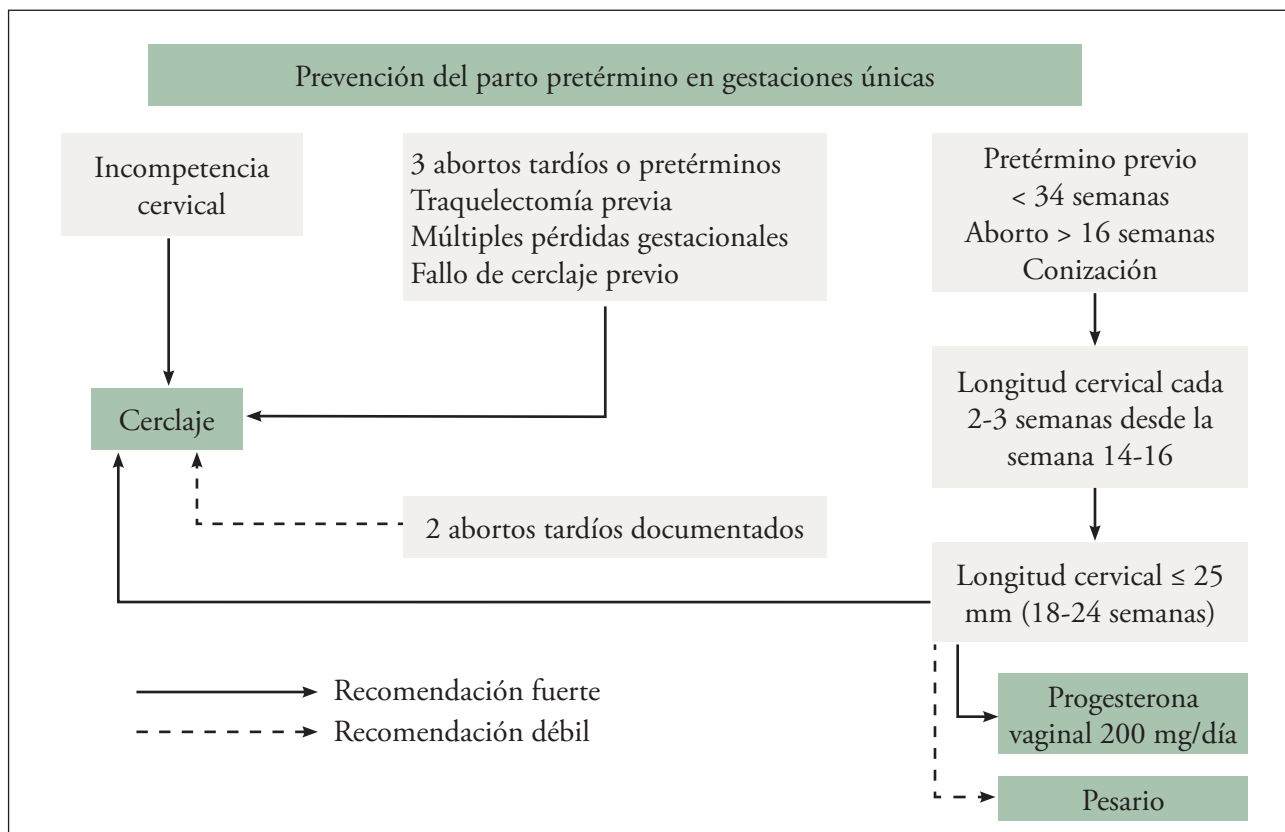 Prevención del parto pretérmino en gestaciones únicas
Incompetencia
cervical
3 abortos tardíos o pretérminos
Traquelectomía previa
Múltiples pérdidas gestacionales
Fallo de cerclaje previo
Pretérmino previo
< 34 semanas
Aborto > 16 semanas
Conización
Cerclaje
Longitud cervical cada
2-3 semanas desde la
semana 14-16
2 abortos tardíos documentados
Longitud cervical ≤ 25
mm (18-24 semanas)
Recomendación fuerte
Recomendación débil
Progesterona
vaginal 200 mg/día
Pesario